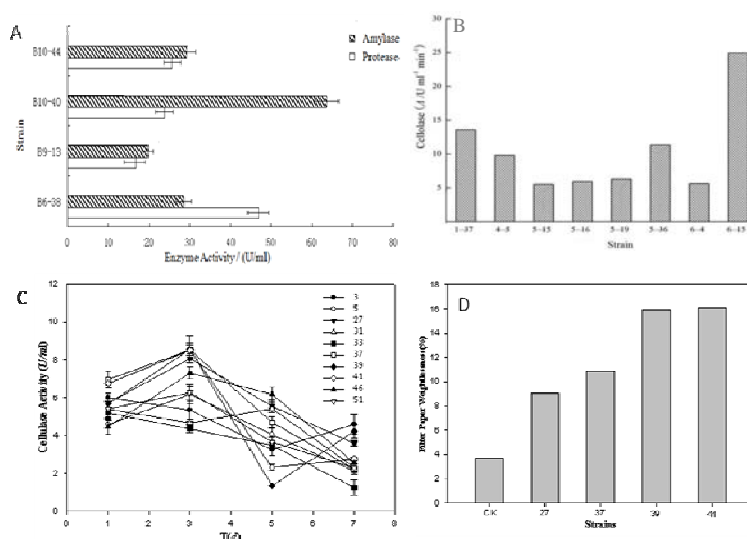 A
Amylase
Protease
B10-44
B10-40
B9-13
B6-38
Strain
0 10 20 30 40 50 60 70 80
Enzyme Activity / (U/ml)
B
30
25
20
15
10
5
1-37 4-5 5-15 5-16 5-19 5-36 6-4 6-15
Strain
C
12
10
8
6
4
2
0
Cellulase Activity (U/ml)
0 1 2 3 4 5 6 7 8
3
5
27
31
33
37
39
41
46
51
D
18
16
14
12
10
8
6
4
2
0
Filter Paper Weightlessness(%)
CK 27 37 39
Strains